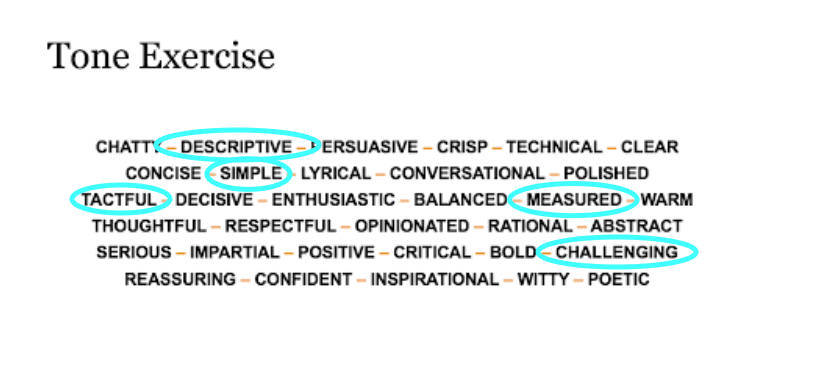 Tone Exercise
CHATTY – DESCRIPTIVE – PERSUASIVE – CRISP – TECHNICAL – CLEAR
CONCISE – SIMPLE – LYRICAL – CONVERSATIONAL – POLISHED
TACTFUL – DECISIVE – ENTHUSIASTIC – BALANCED – MEASURED – WARM
THOUGHTFUL – RESPECTFUL – OPINIONATED – RATIONAL – ABSTRACT
SERIOUS – IMPARTIAL – POSITIVE – CRITICAL – BOLD – CHALLENGING
REASSURING – CONFIDENT – INSPIRATIONAL – WITTY – POETIC